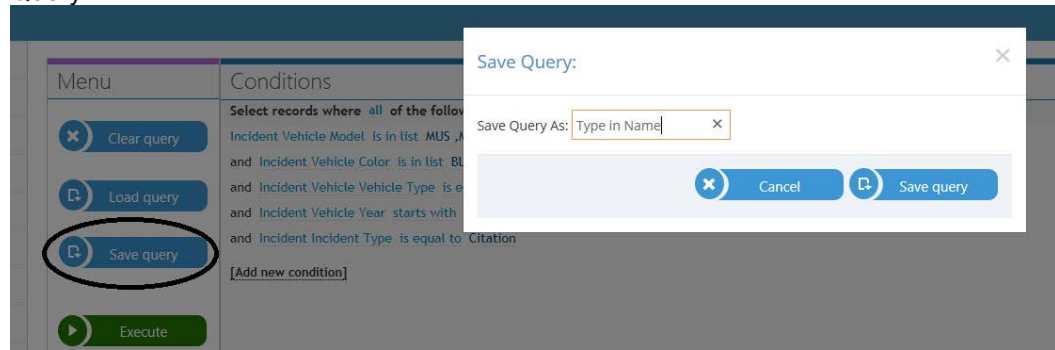 Menu
Clear query
Load query
Save query
Execute
Conditions
Select records where all of the follow
Incident Vehicle Model is in list MUS ,M
and Incident Vehicle Color is in list BL
and Incident Vehicle Vehicle Type is e
and Incident Vehicle Year starts with
and Incident Incident Type is equal to Citation
[Add new condition]
Save Query:
Save Query As: Type in Name
Cancel
Save query